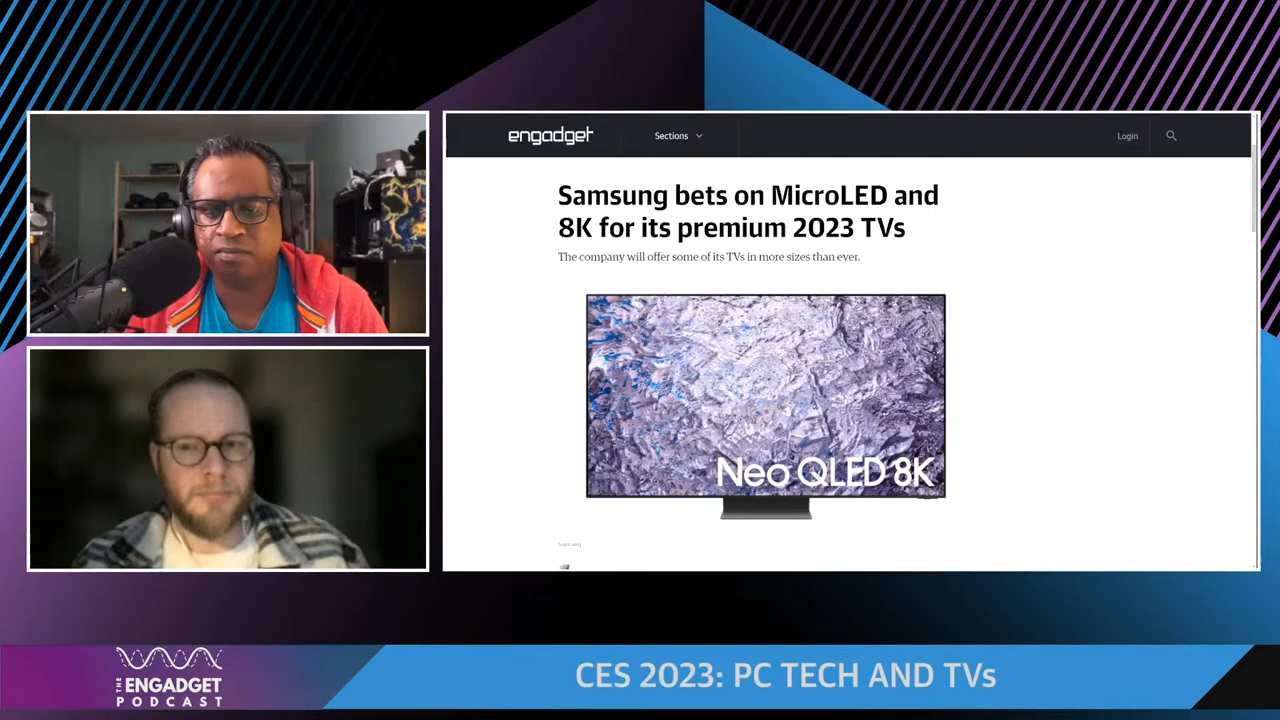 engadget
Sections
Login
Samsung bets on MicroLED and
8K for its premium 2023 TVs
The company will offer some of its TVs in more sizes than ever.
Neo QLED 8K
Samsung
THE
ENGADGET
PODCAST
CES 2023: PC TECH AND TVs